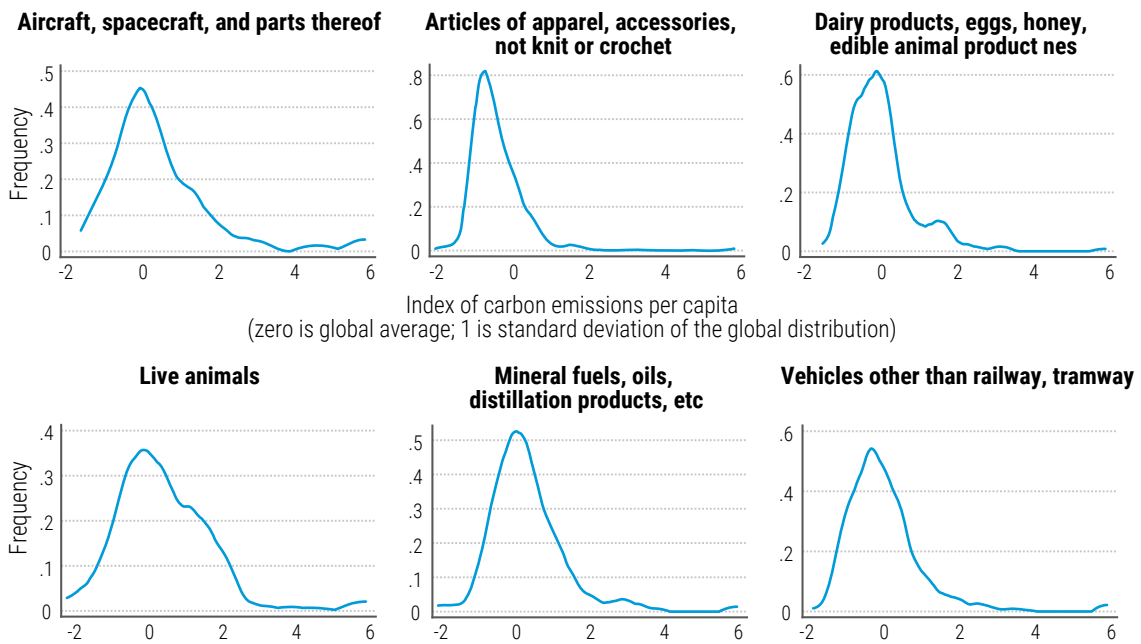 Aircraft, spacecraft, and parts thereof
Articles of apparel, accessories,
not knit or crochet
Dairy products, eggs, honey,
edible animal product nes
Frequency
.5
.4
.3
.2
.1
0
-2 0 2 4 6
.8
.6
.4
.2
0
-2 0 2 4 6
.6
.4
.2
0
-2 0 2 4 6
Index of carbon emissions per capita
(zero is global average; 1 is standard deviation of the global distribution)
Live animals
Mineral fuels, oils,
distillation products, etc
Vehicles other than railway, tramway
Frequency
.4
.3
.2
.1
0
-2 0 2 4 6
.5
.4
.3
.2
.1
0
-2 0 2 4 6
.6
.4
.2
0
-2 0 2 4 6